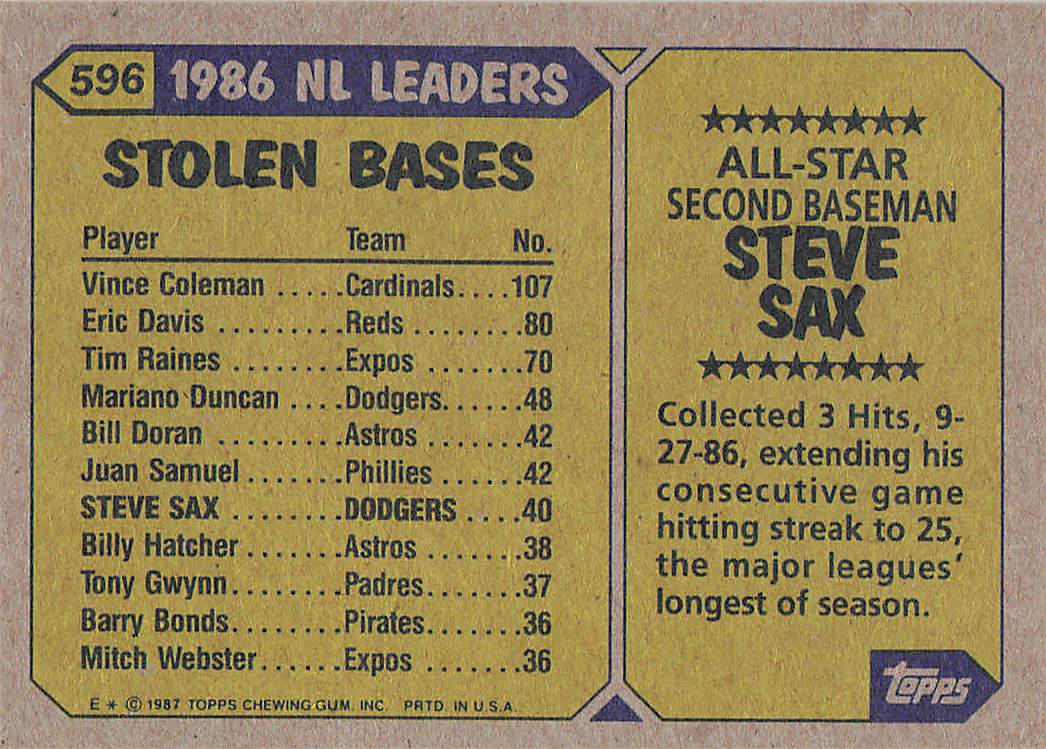 596 1986 NL LEADERS
STOLEN BASES
Player Team No.
Vince Coleman .....Cardinals....107
Eric Davis .........Reds ........80
Tim Raines ........Expos .......70
Mariano Duncan ....Dodgers......48
Bill Doran .........Astros .......42
Juan Samuel.......Phillies ......42
STEVE SAX ........DODGERS ....40
Billy Hatcher.......Astros .......38
Tony Gwynn........Padres.......37
Barry Bonds........Pirates.......36
Mitch Webster......Expos .......36
E * © 1987 TOPPS CHEWING GUM. INC. PRTD. IN U.S.A.
ALL-STAR
SECOND BASEMAN
STEVE
SAX
Collected 3 Hits, 9-
27-86, extending his
consecutive game
hitting streak to 25,
the major leagues'
longest of season.
TOPPS